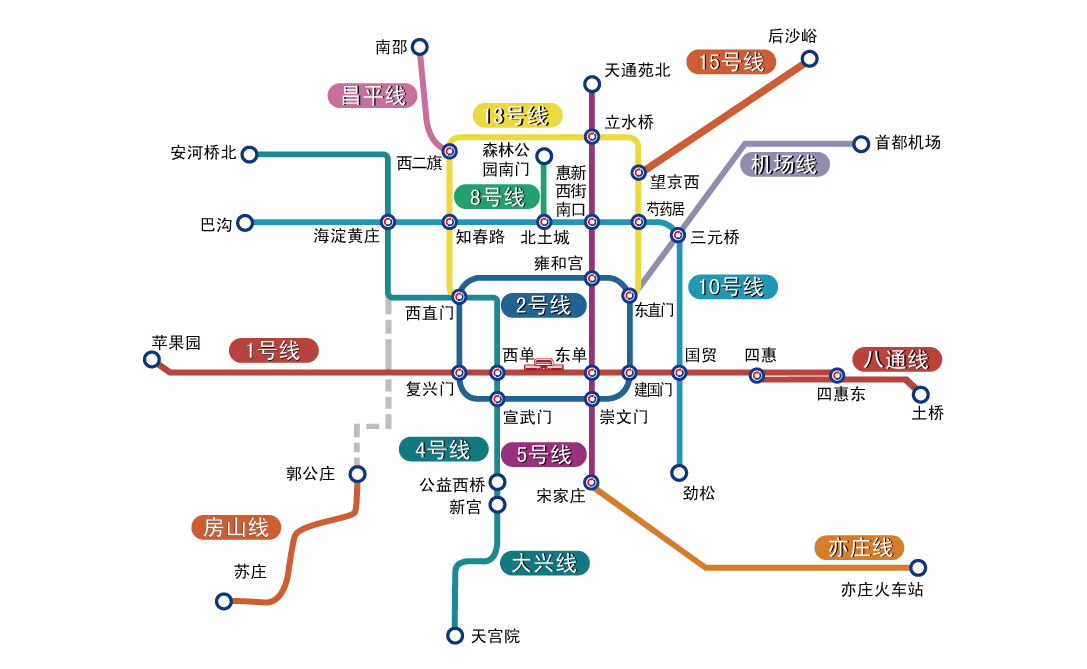 后沙峪
南邵
15号线
天通苑北
昌平线
13号线
立水桥
首都机场
安河桥北
西二旗
森林公
园南门
惠新
西街
南口
机场线
望京西
8号线
芍药居
巴沟
海淀黄庄
知春路
北土城
三元桥
雍和宫
10号线
西直门
2号线
东直门
苹果园
1号线
西单
东单
国贸
四惠
八通线
复兴门
建国门
四惠东
土桥
宣武门
崇文门
4号线
5号线
郭公庄
公益西桥
宋家庄
劲松
新宫
房山线
亦庄线
大兴线
苏庄
亦庄火车站
天宫院